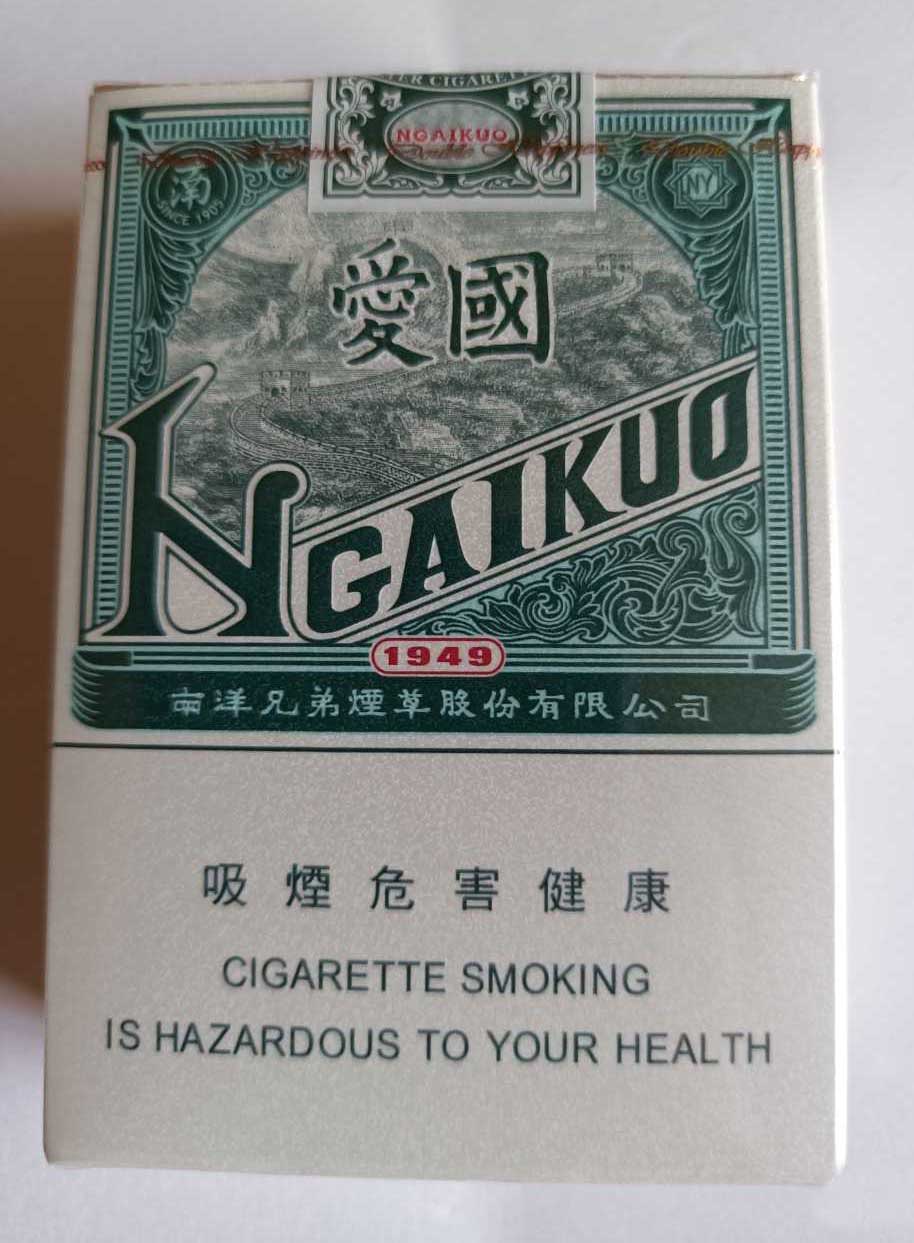 NGAIKUO
南
SINCE 1905
NY
愛國
NGAIKUO
1949
南洋兄弟煙草股份有限公司
吸煙危害健康
CIGARETTE SMOKING
IS HAZARDOUS TO YOUR HEALTH